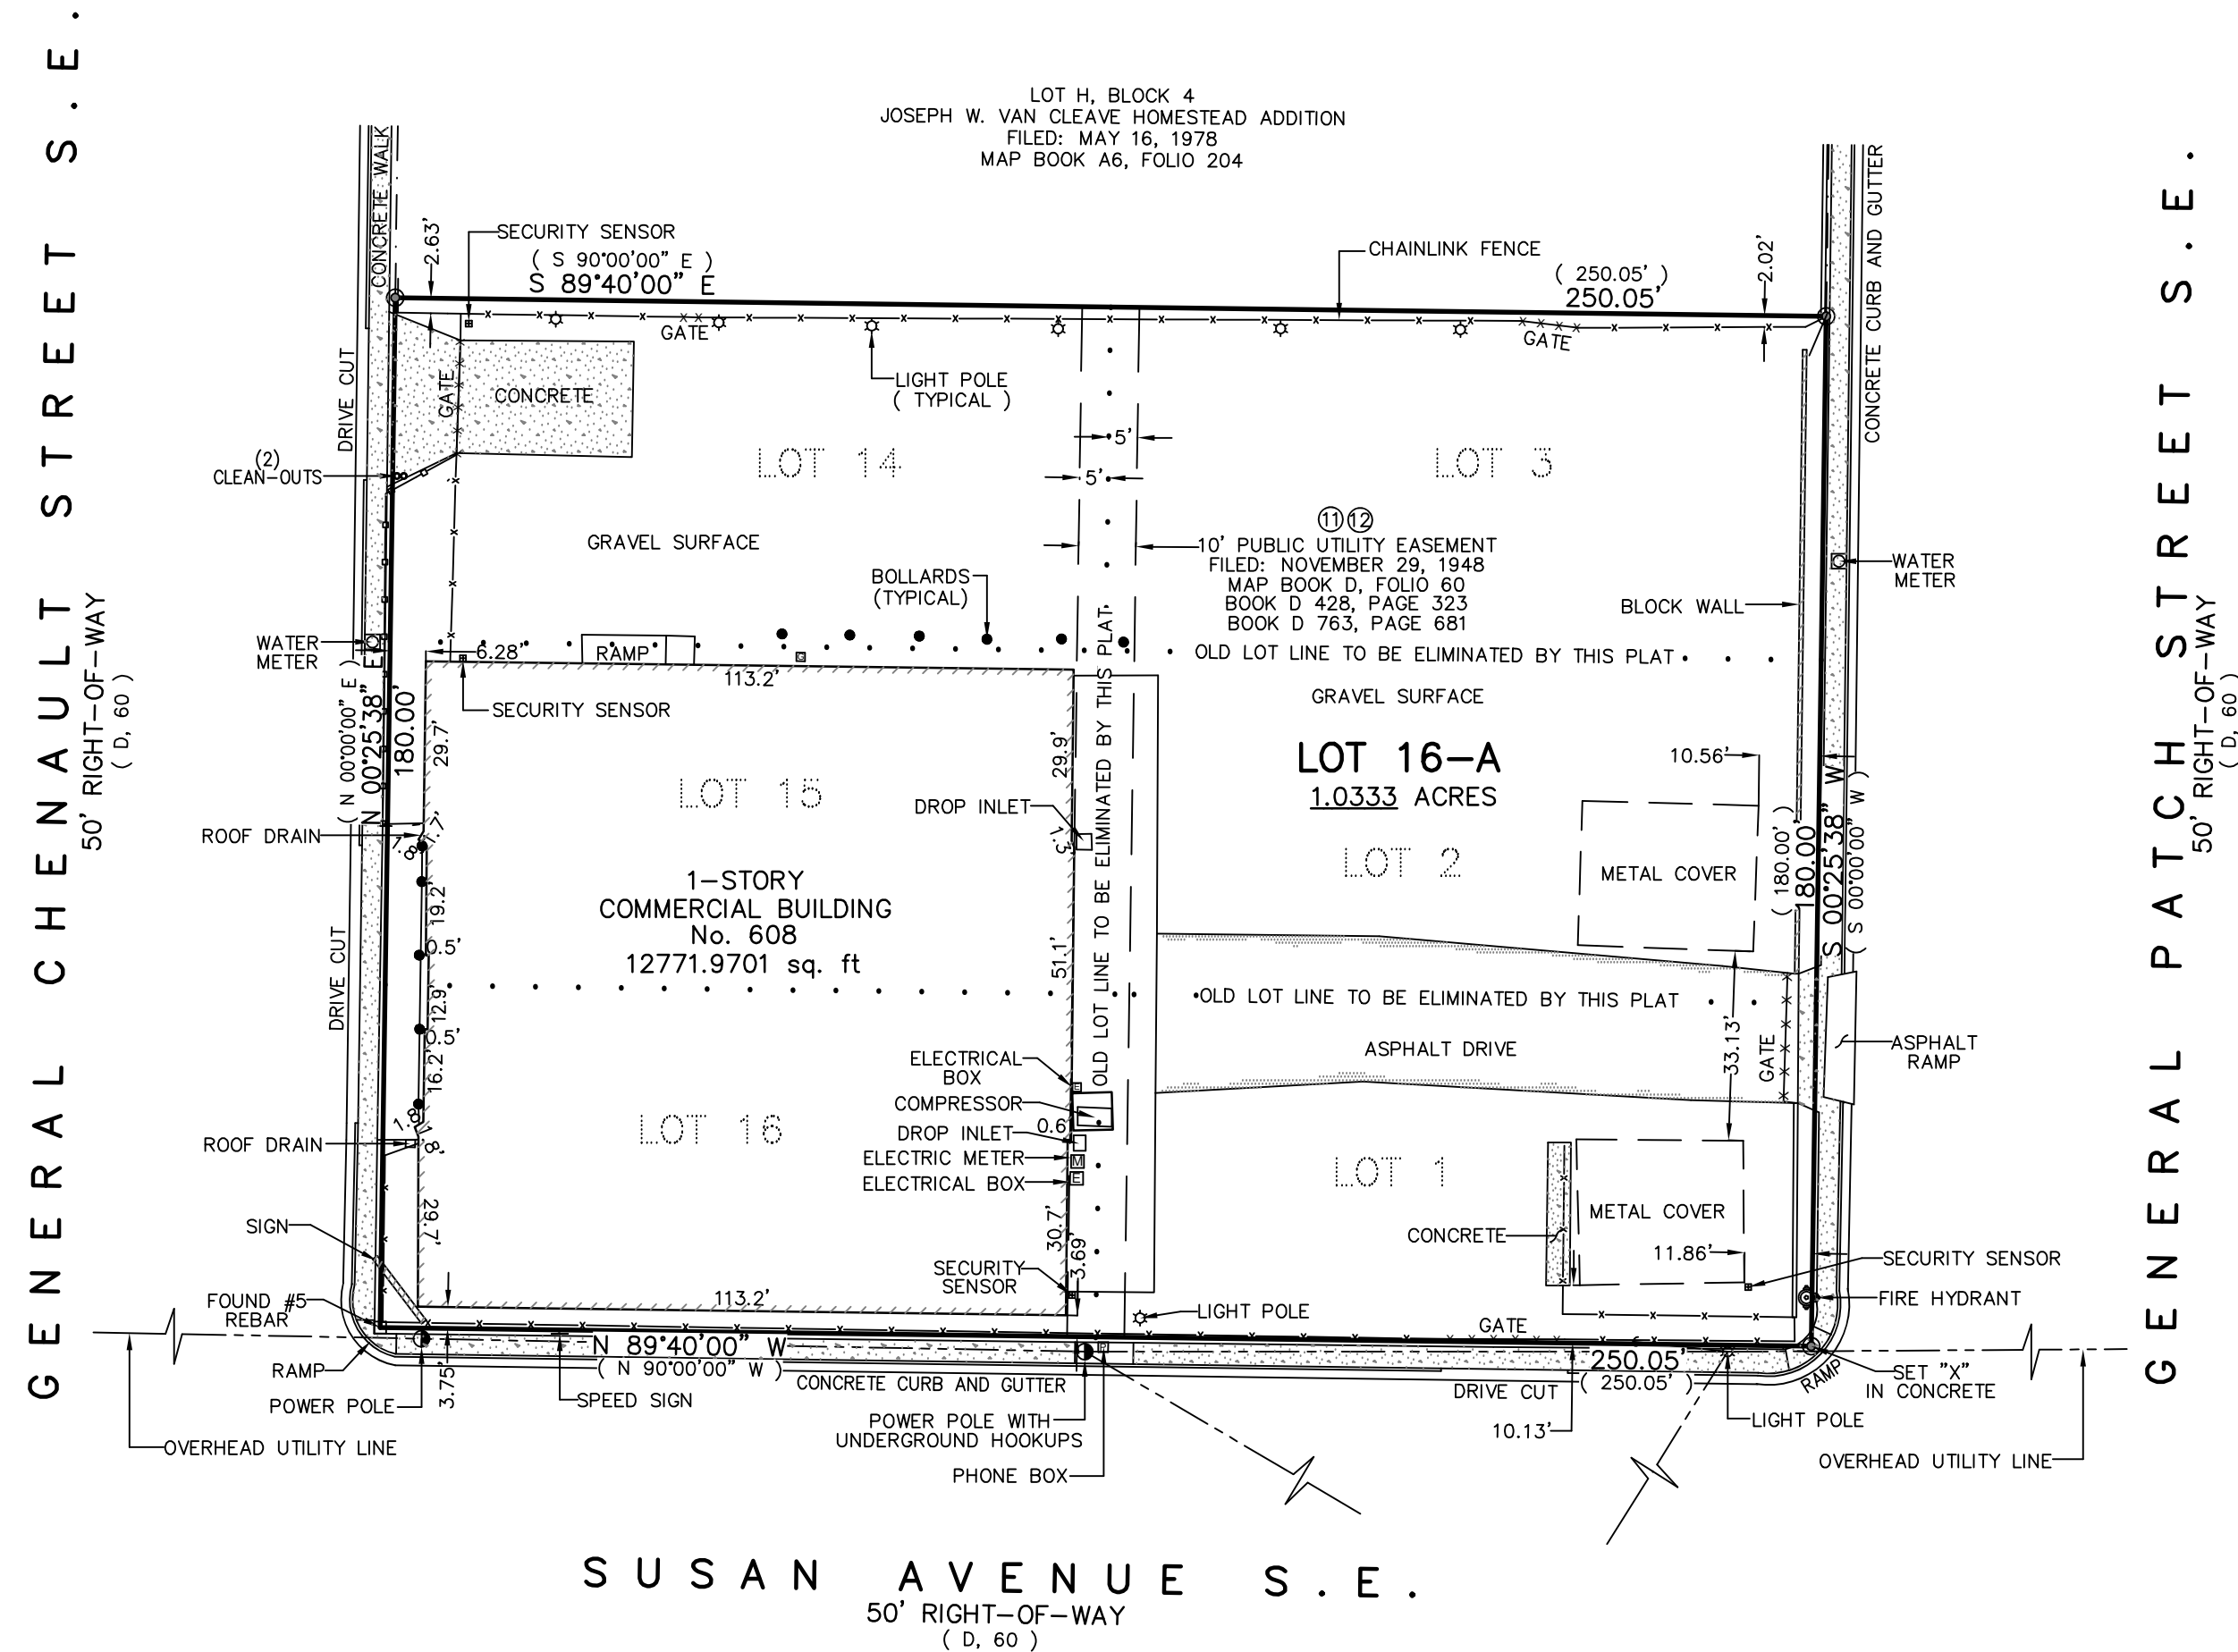 GENERAL CHENAULT STREET S.E.
50' RIGHT-OF-WAY
( D, 60 )
LOT H, BLOCK 4
JOSEPH W. VAN CLEAVE HOMESTEAD ADDITION
FILED: MAY 16, 1978
MAP BOOK A6, FOLIO 204
CONCRETE WALK
2.63'
SECURITY SENSOR
( S 90°00'00" E )
S 89°40'00" E
CHAINLINK FENCE
( 250.05' )
250.05'
2.02'
CONCRETE CURB AND GUTTER
GATE
GATE
DRIVE CUT
GATE
CONCRETE
LIGHT POLE
( TYPICAL )
5'
5'
LOT 14
LOT 3
(2)
CLEAN-OUTS
GRAVEL SURFACE
11 12
10' PUBLIC UTILITY EASEMENT
FILED: NOVEMBER 29, 1948
MAP BOOK D, FOLIO 60
BOOK D 428, PAGE 323
BOOK D 763, PAGE 681
BOLLARDS
(TYPICAL)
BLOCK WALL
WATER
METER
WATER
METER
6.28'
RAMP
OLD LOT LINE TO BE ELIMINATED BY THIS PLAT
113.2'
GRAVEL SURFACE
SECURITY SENSOR
( N 00°00'00" E )
N 00°25'38" E
180.00'
29.7'
29.9'
OLD LOT LINE TO BE ELIMINATED BY THIS PLAT
LOT 16-A
1.0333 ACRES
10.56'
LOT 15
DROP INLET
1.3'
ROOF DRAIN
1.7'
1.8'
LOT 2
METAL COVER
( 180.00' )
180.00'
S 00°25'38" W
( S 00°00'00" W )
1-STORY
COMMERCIAL BUILDING
No. 608
12771.9701 sq. ft
19.2'
0.5'
12.9'
0.5'
16.2'
51.1'
DRIVE CUT
OLD LOT LINE TO BE ELIMINATED BY THIS PLAT
ASPHALT DRIVE
33.13'
GATE
ASPHALT
RAMP
ELECTRICAL
BOX
E
COMPRESSOR
DROP INLET
0.6'
ELECTRIC METER
M
ELECTRICAL BOX
E
LOT 16
LOT 1
1.8'
1.8'
ROOF DRAIN
29.7'
30.7'
3.69'
METAL COVER
CONCRETE
11.86'
SECURITY SENSOR
SIGN
SECURITY
SENSOR
FOUND #5
REBAR
113.2'
LIGHT POLE
FIRE HYDRANT
GATE
N 89°40'00" W
( N 90°00'00" W )
250.05'
( 250.05' )
RAMP
CONCRETE CURB AND GUTTER
DRIVE CUT
RAMP
SET "X"
IN CONCRETE
3.75'
SPEED SIGN
POWER POLE
POWER POLE WITH
UNDERGROUND HOOKUPS
10.13'
LIGHT POLE
OVERHEAD UTILITY LINE
PHONE BOX
OVERHEAD UTILITY LINE
SUSAN AVENUE S.E.
50' RIGHT-OF-WAY
( D, 60 )
GENERAL PATCH STREET S.E.
50' RIGHT-OF-WAY
( D, 60 )